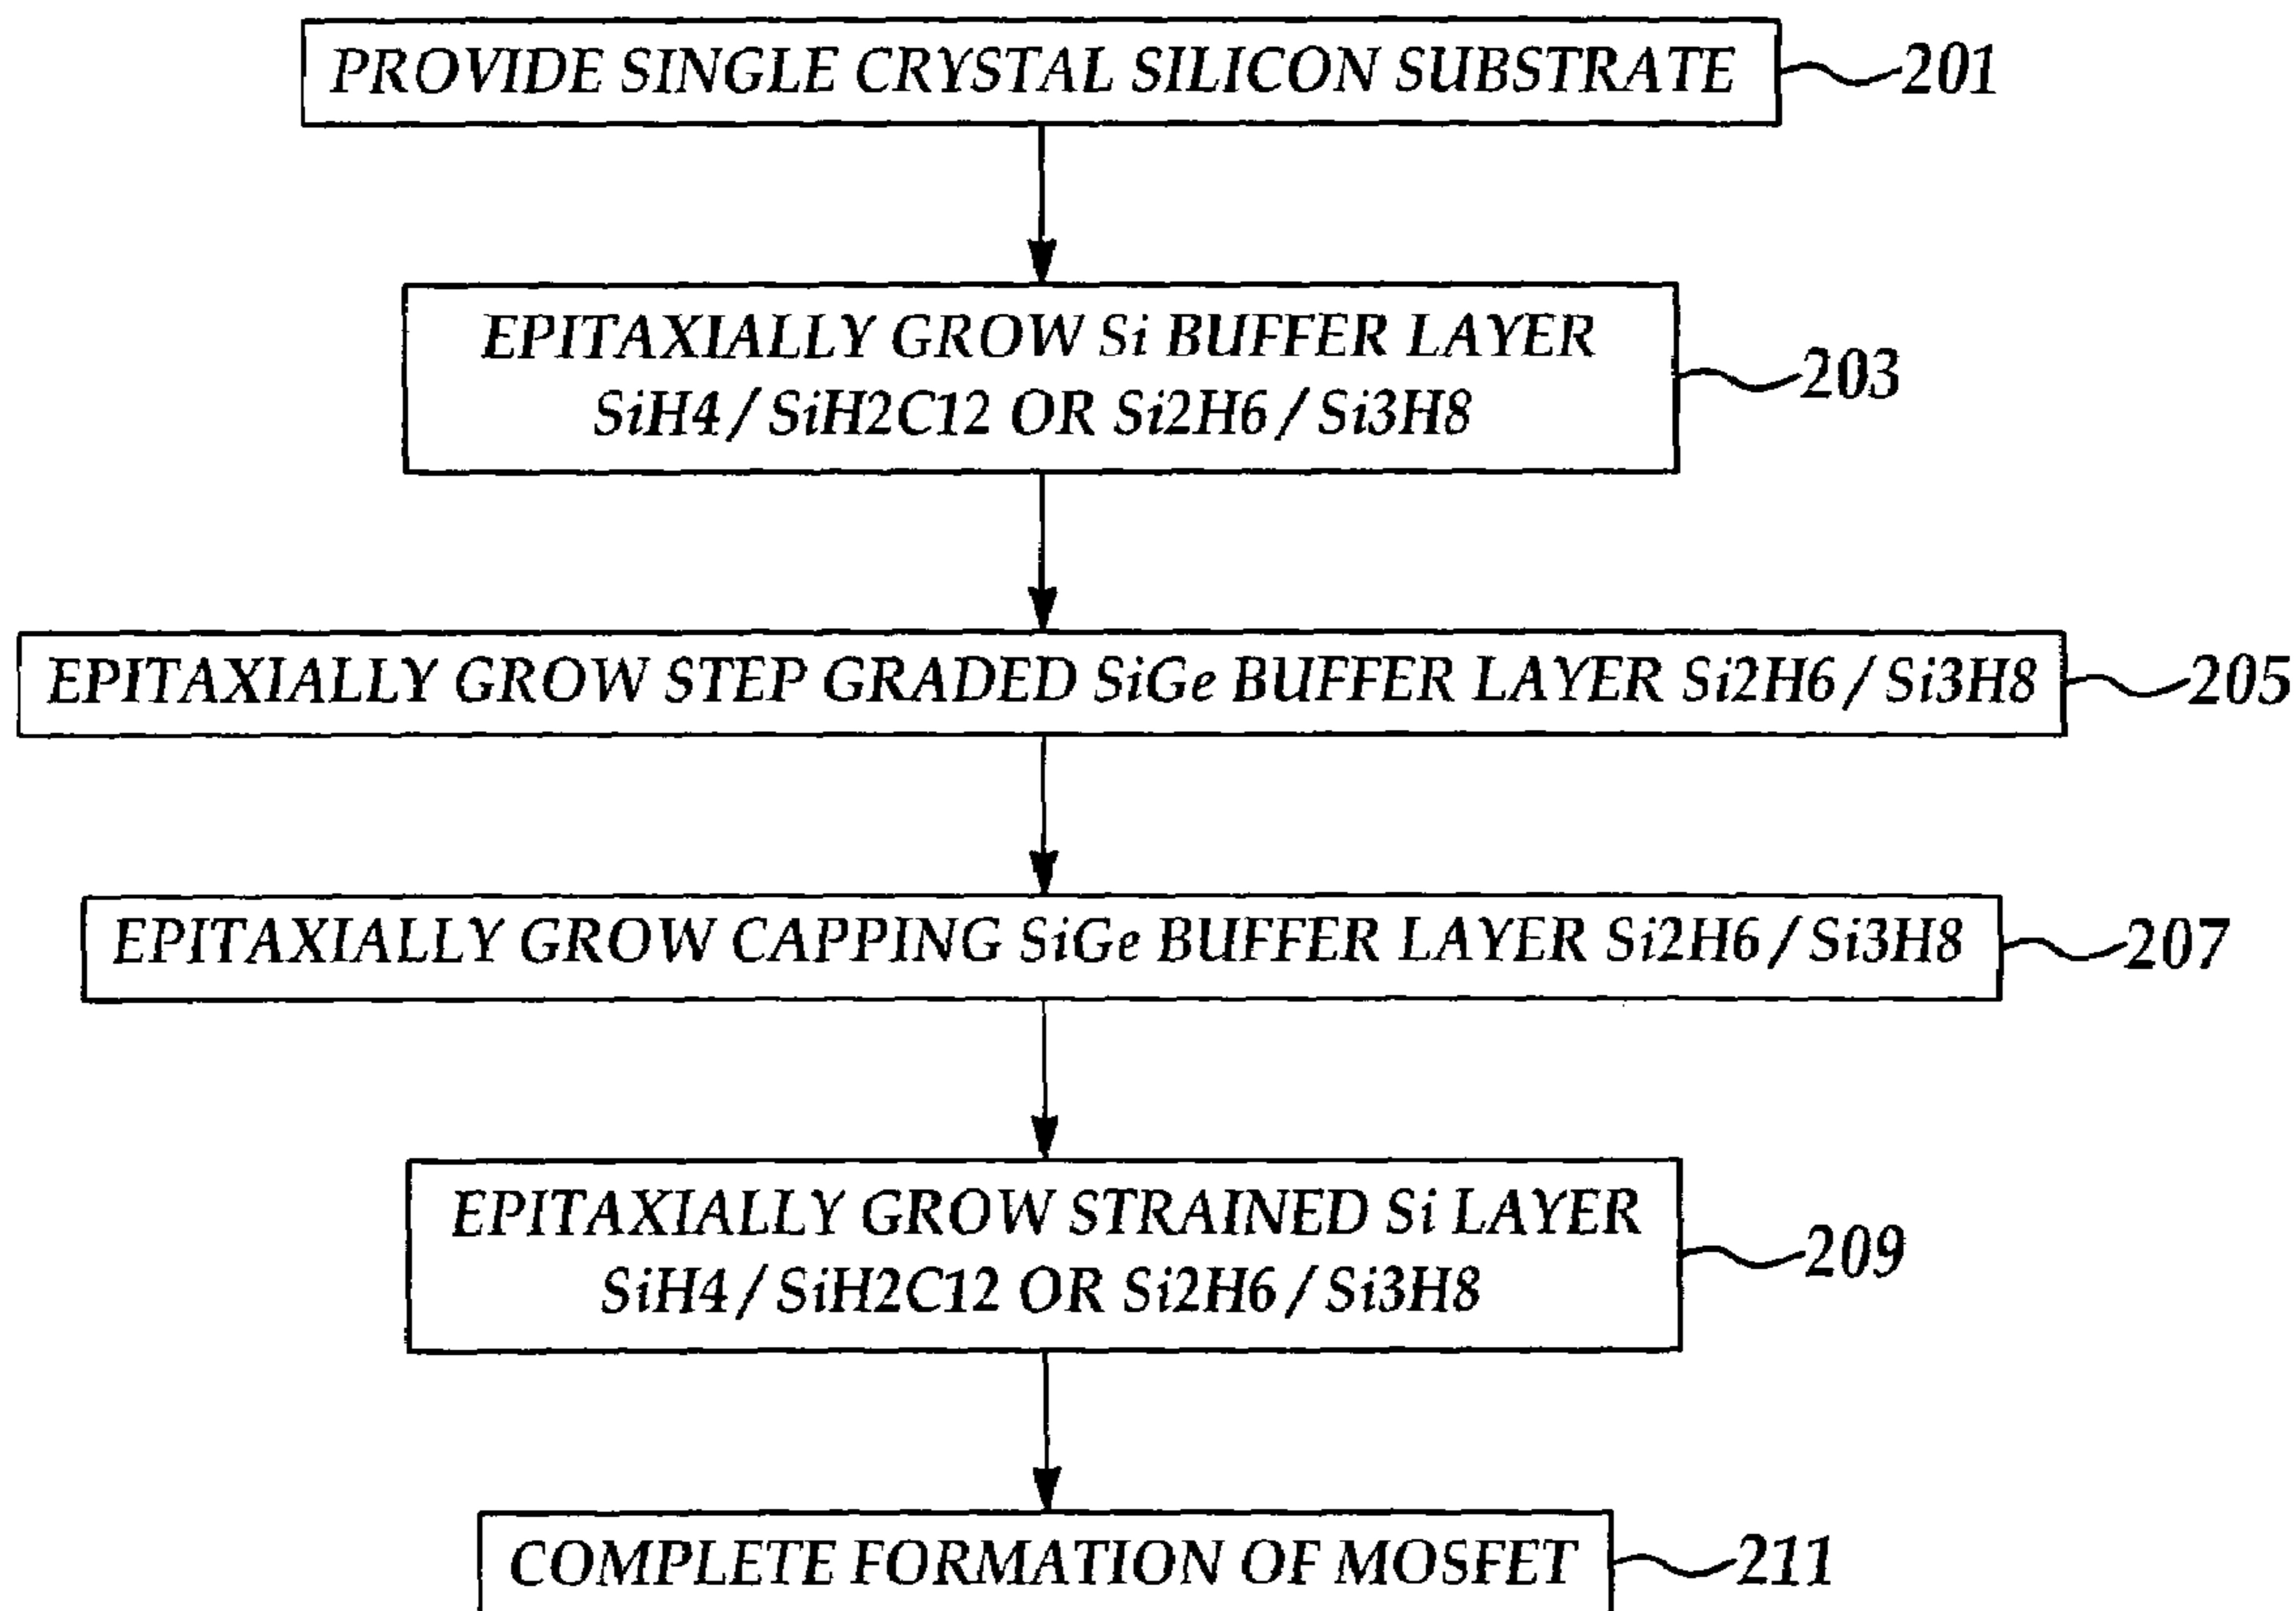 PROVIDE SINGLE CRYSTAL SILICON SUBSTRATE
201
EPITAXIALLY GROW Si BUFFER LAYER
SiH4 / SiH2C12 OR Si2H6 / Si3H8
203
EPITAXIALLY GROW STEP GRADED SiGe BUFFER LAYER Si2H6 / Si3H8
205
EPITAXIALLY GROW CAPPING SiGe BUFFER LAYER Si2H6 / Si3H8
207
EPITAXIALLY GROW STRAINED Si LAYER
SiH4 / SiH2C12 OR Si2H6 / Si3H8
209
COMPLETE FORMATION OF MOSFET
211